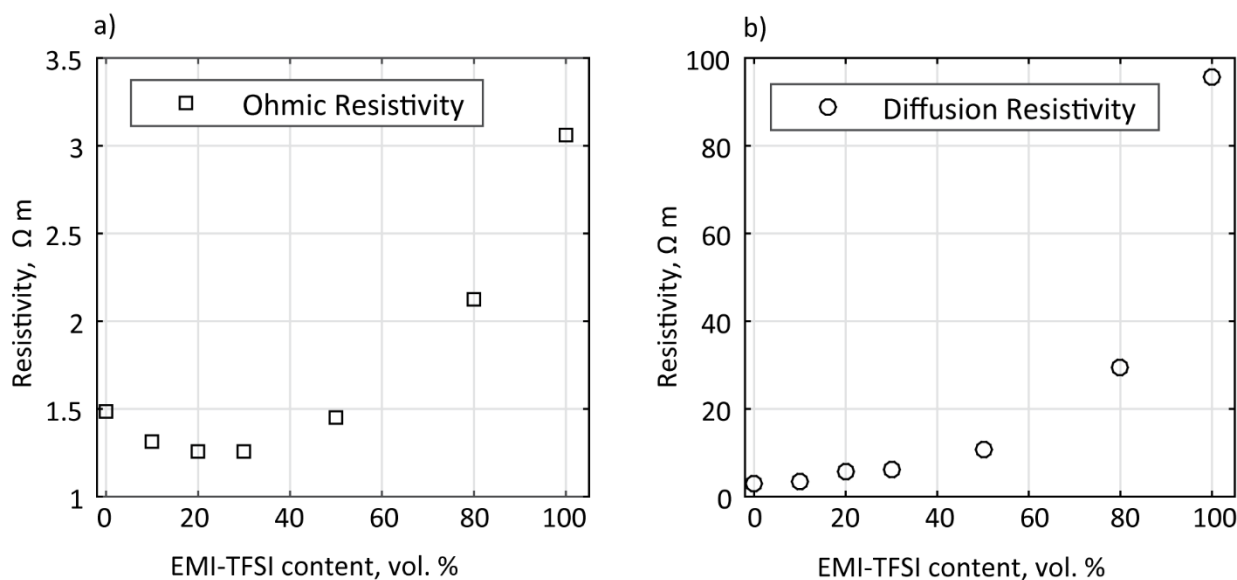 a)
3.5
3
2.5
2
1.5
1
Resistivity, Ω m
Ohmic Resistivity
0 20 40 60 80 100
EMI-TFSI content, vol. %
b)
100
80
60
40
20
0
Resistivity, Ω m
Diffusion Resistivity
0 20 40 60 80 100
EMI-TFSI content, vol. %